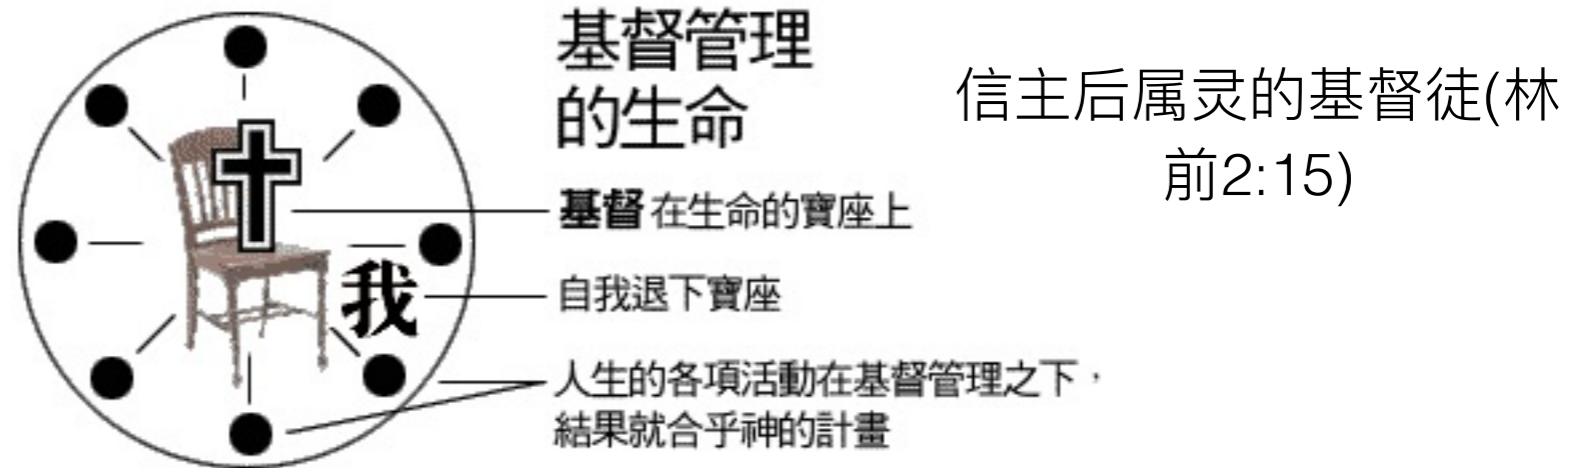 基督管理
的生命
基督 在生命的寶座上
我
自我退下寶座
人生的各項活動在基督管理之下，
結果就合乎神的計畫
信主后属灵的基督徒(林
前2:15)